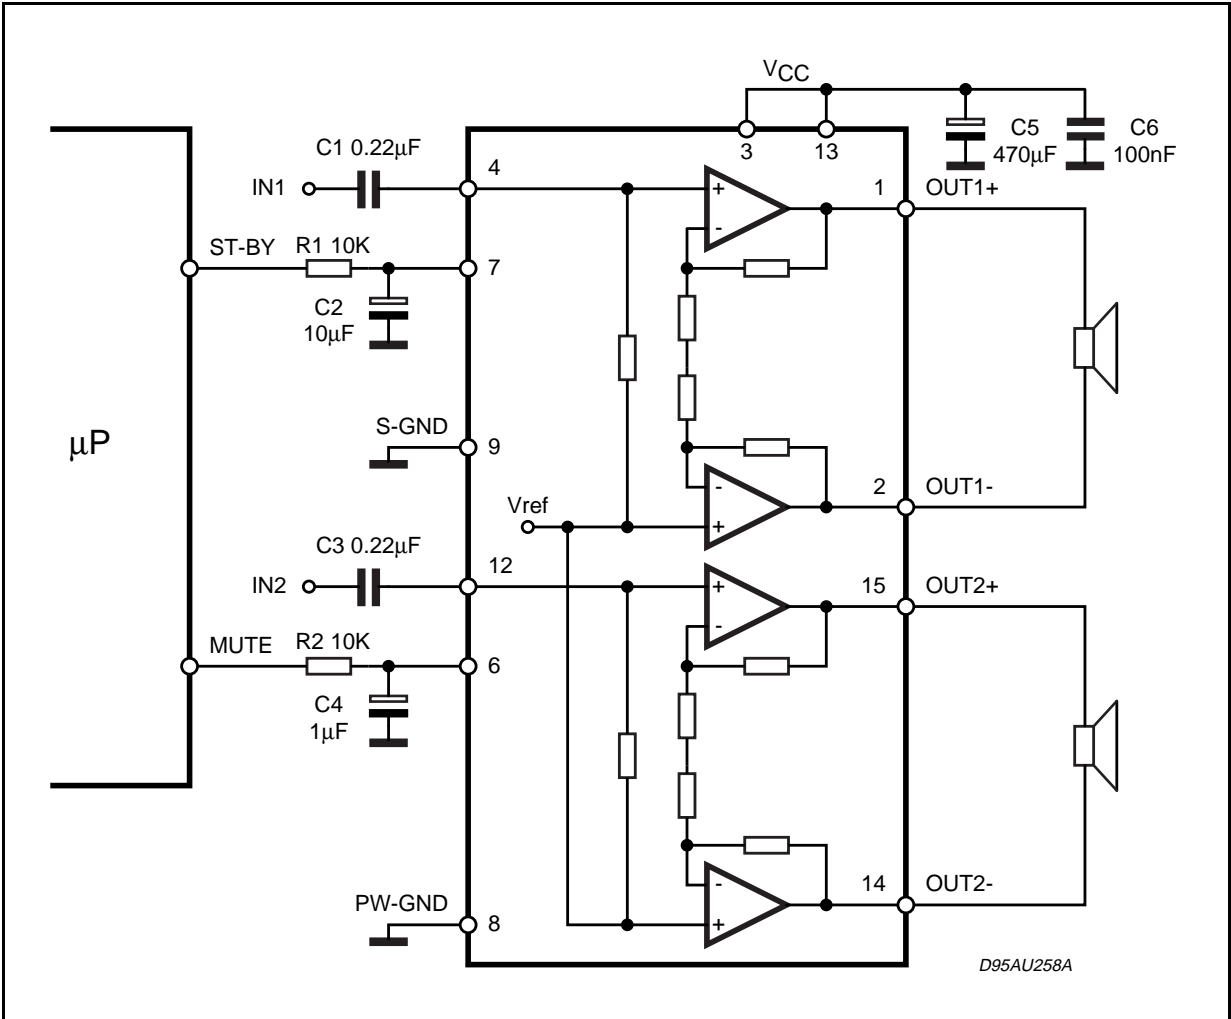 VCC
C1 0.22μF
4
3
13
C5
470μF
C6
100nF
IN1
+
-
1
OUT1+
ST-BY
R1 10K
7
C2
10μF
μP
S-GND
9
-
+
2
OUT1-
Vref
C3 0.22μF
12
IN2
+
-
15
OUT2+
MUTE
R2 10K
6
C4
1μF
-
+
14
OUT2-
PW-GND
8
D95AU258A